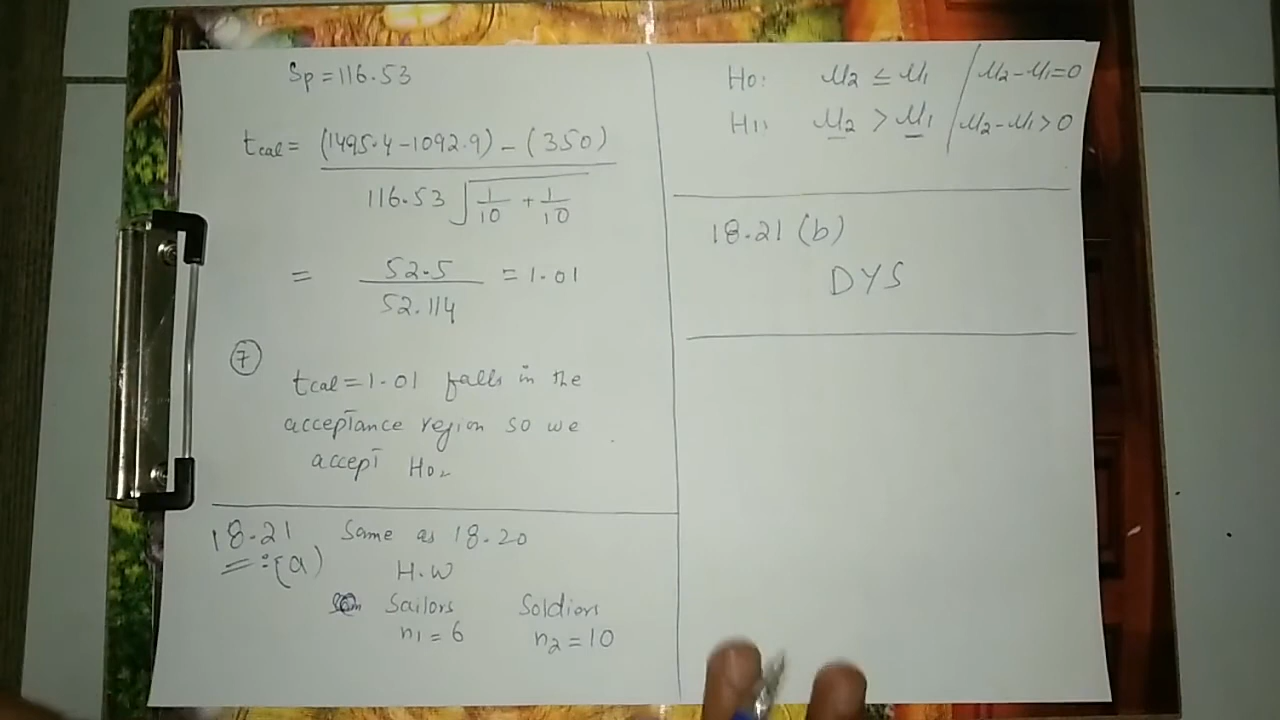 Sp = 116.53
tcal = (1495.4 - 1092.9) - (350)
116.53 √ 1/10 + 1/10
= 52.5 / 52.114 = 1.01
7
tcal = 1.01 falls in the
acceptance region so we
accept H0
18.21 Same as 18.20
(a) H.W
Sailors Soldiors
n1 = 6 n2 = 10
H0: μ2 ≤ μ1 / μ2 - μ1 = 0
H1: μ2 > μ1 / μ2 - μ1 > 0
18.21 (b)
DYS